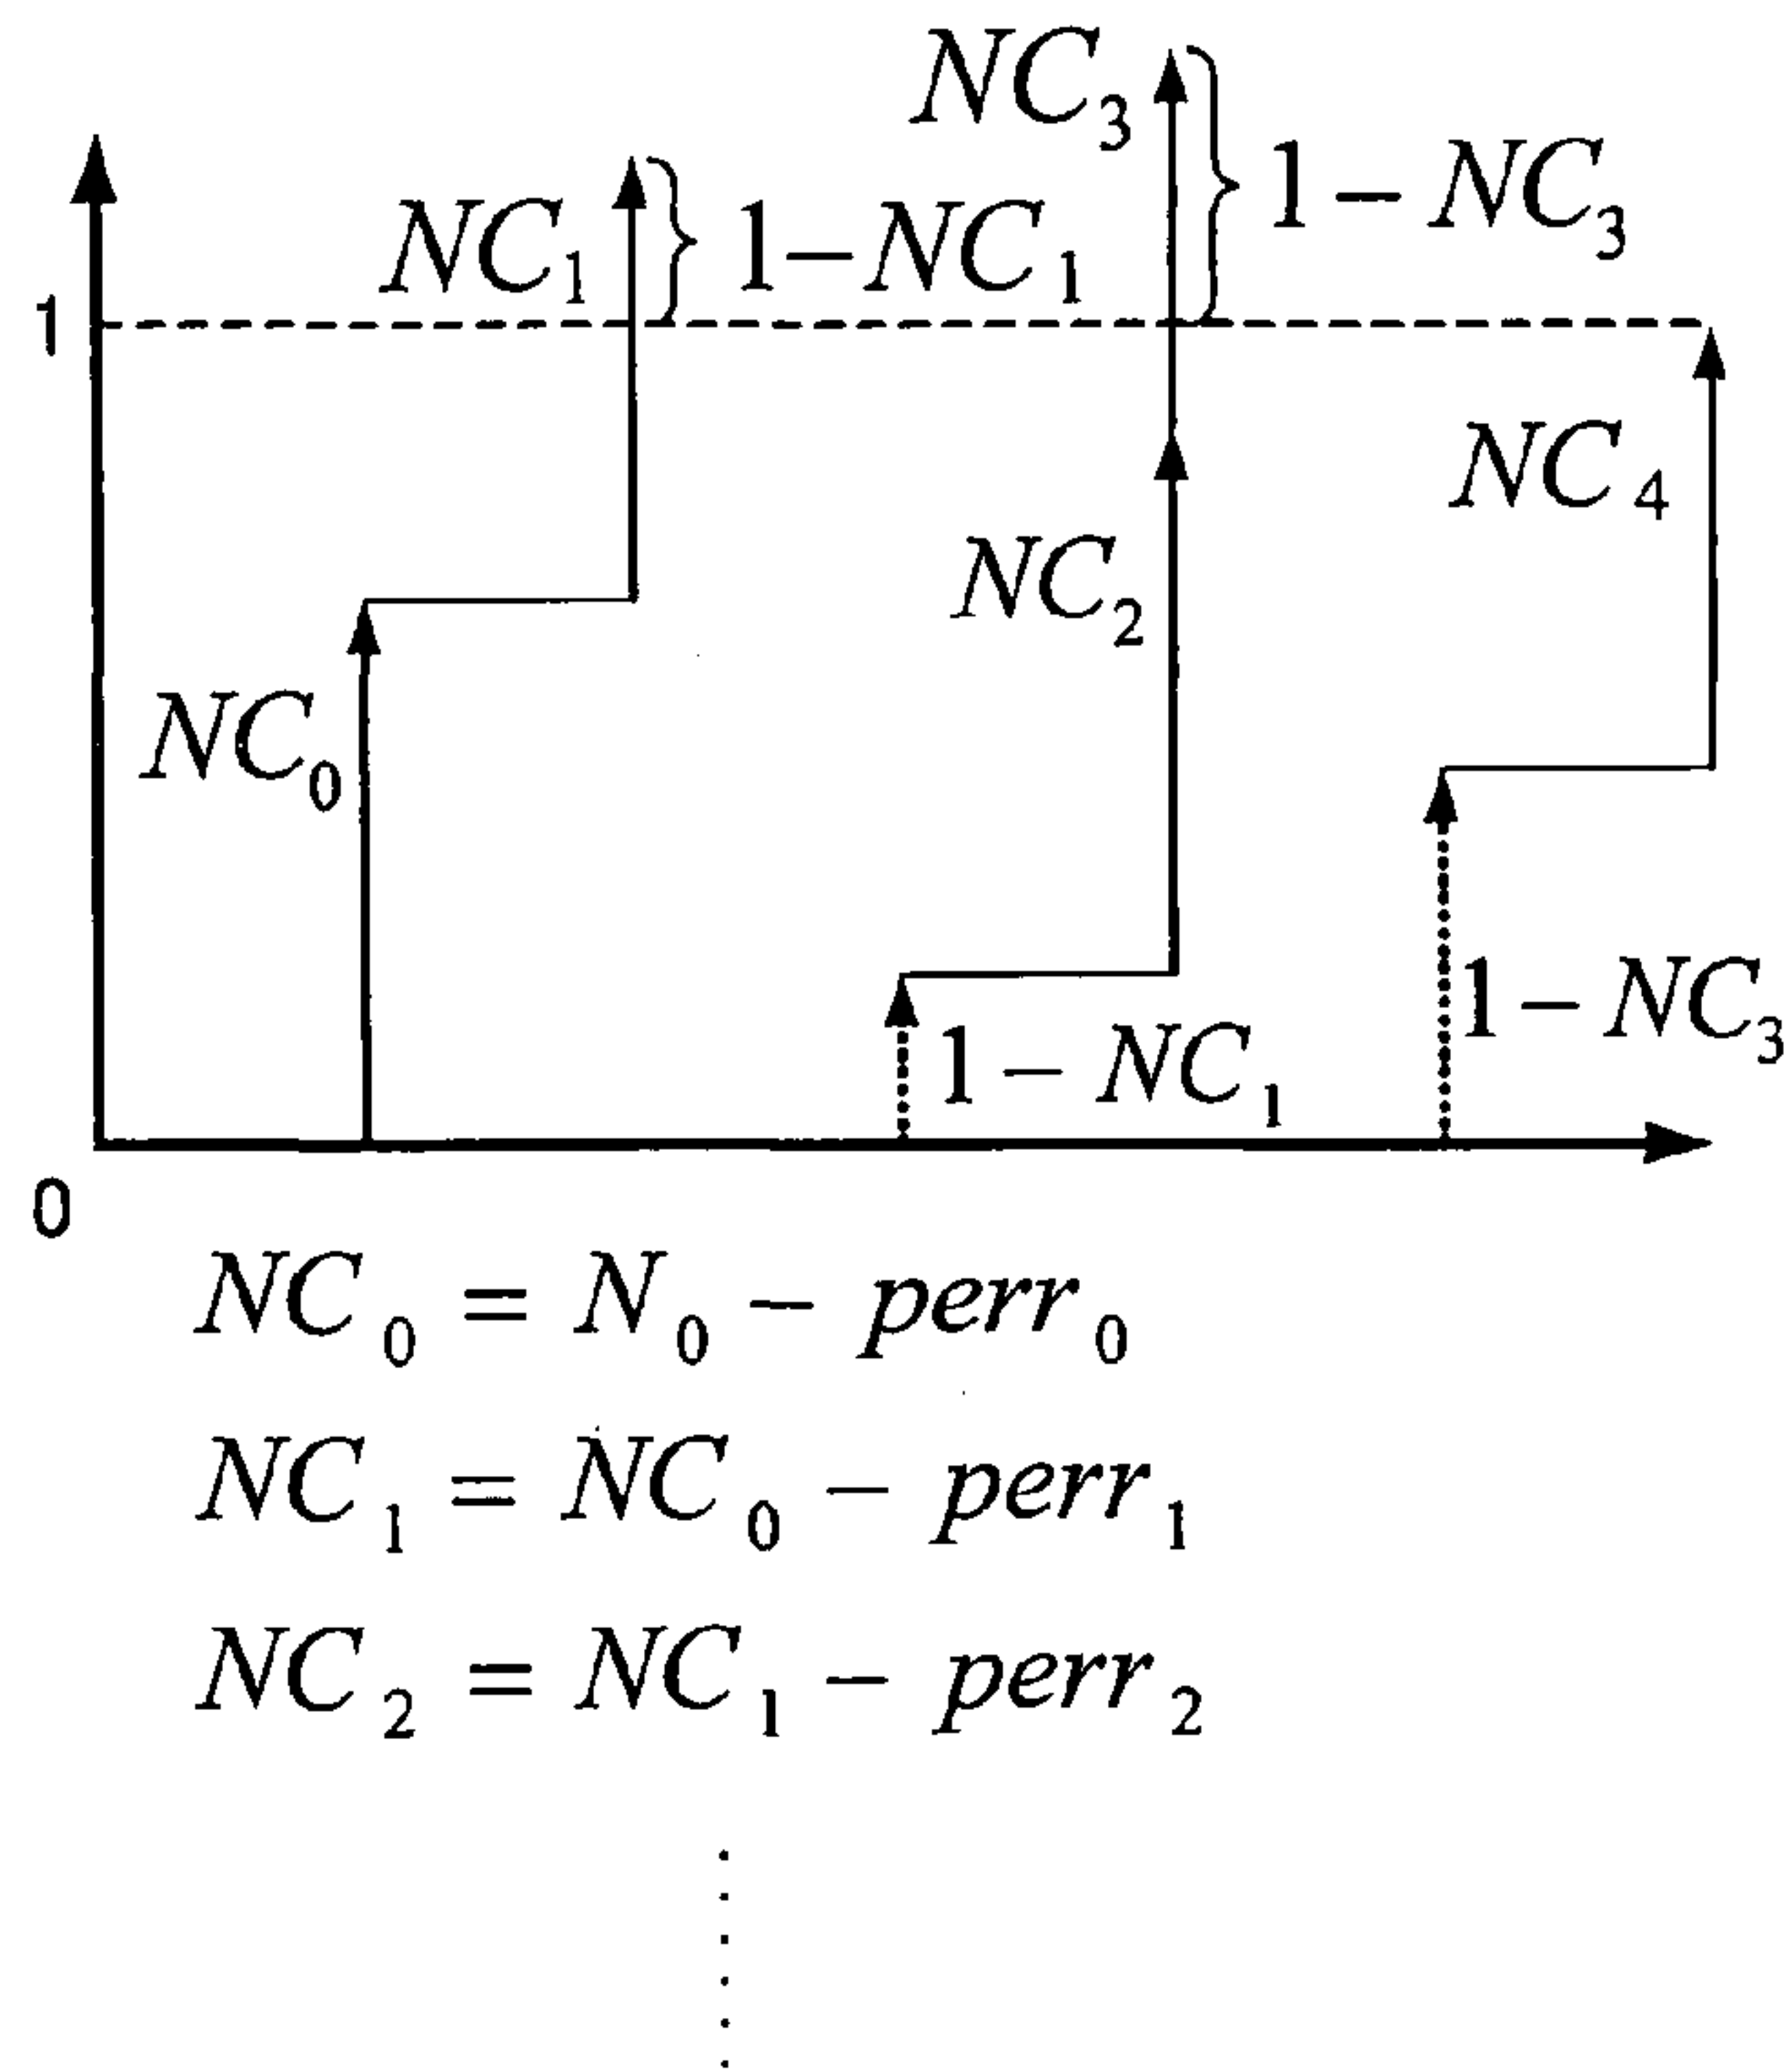 NC₃
1 − NC₃
NC₁
1−NC₁
1
NC₄
NC₂
NC₀
1 − NC₃
1 − NC₁
0
NC₀ = N₀ − perr₀
NC₁ = NC₀ − perr₁
NC₂ = NC₁ − perr₂